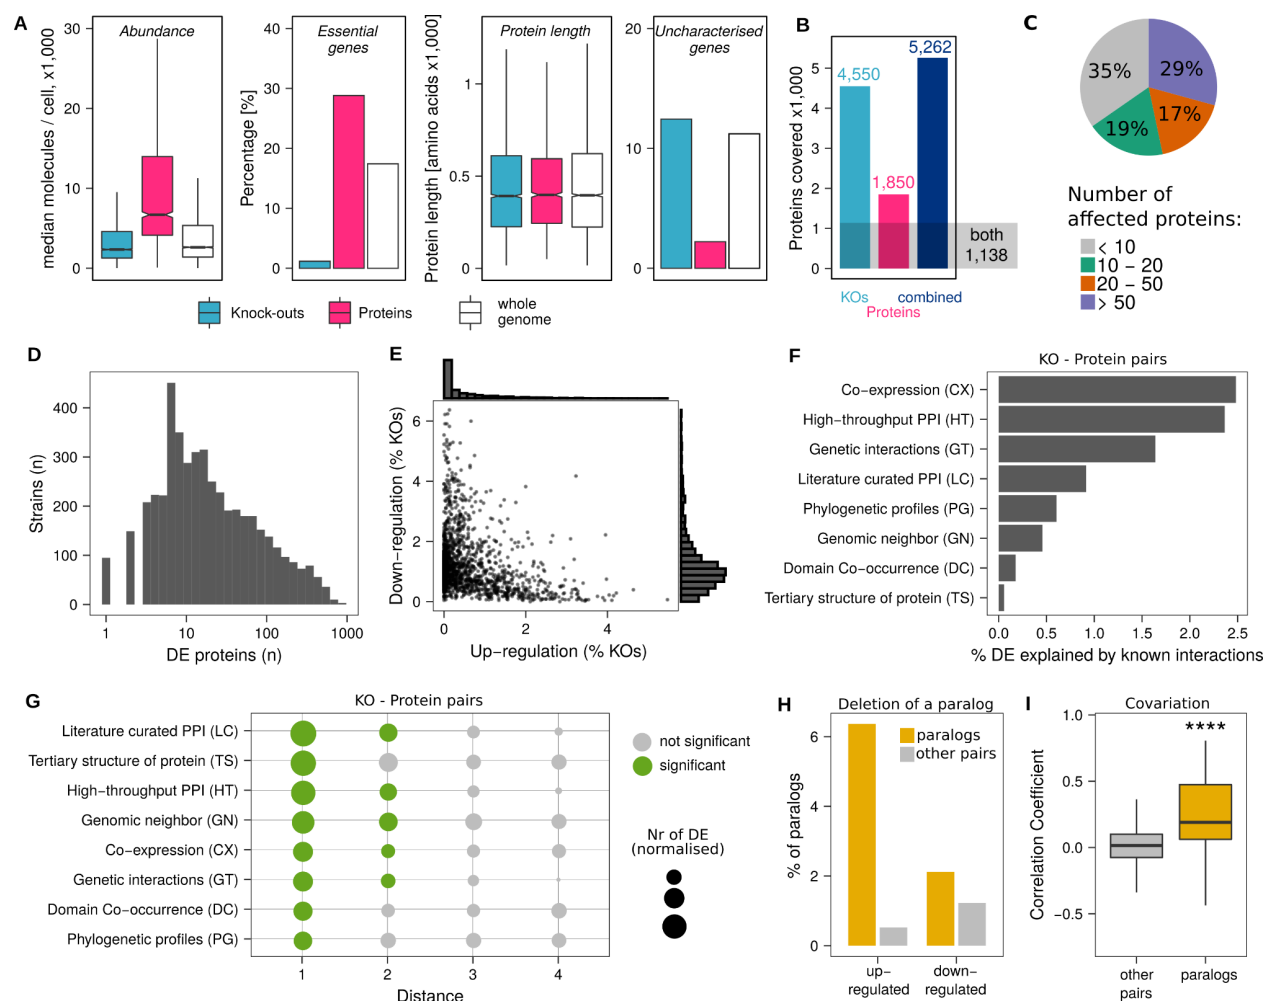 A
median molecules / cell, x1,000
30
20
10
0
Abundance
Percentage [%]
40
30
20
10
0
Essential
genes
Protein length [amino acids x1,000]
1
0.5
0
Protein length
20
10
0
Uncharacterised
genes
Knock-outs
Proteins
whole
genome
B
Proteins covered x1,000
5
4
3
2
1
0
4,550
1,850
5,262
both
1,138
KOs
Proteins
combined
C
35%
29%
17%
19%
Number of
affected proteins:
< 10
10 − 20
20 − 50
> 50
D
Strains (n)
400
300
200
100
0
1
10
100
1000
DE proteins (n)
E
Down−regulation (% KOs)
6
4
2
0
0
2
4
Up−regulation (% KOs)
F
KO - Protein pairs
Co−expression (CX)
High−throughput PPI (HT)
Genetic interactions (GT)
Literature curated PPI (LC)
Phylogenetic profiles (PG)
Genomic neighbor (GN)
Domain Co−occurrence (DC)
Tertiary structure of protein (TS)
0.0
0.5
1.0
1.5
2.0
2.5
% DE explained by known interactions
G
KO - Protein pairs
Literature curated PPI (LC)
Tertiary structure of protein (TS)
High−throughput PPI (HT)
Genomic neighbor (GN)
Co−expression (CX)
Genetic interactions (GT)
Domain Co−occurrence (DC)
Phylogenetic profiles (PG)
1
2
3
4
Distance
not significant
significant
Nr of DE
(normalised)
H
Deletion of a paralog
% of paralogs
6
4
2
0
paralogs
other pairs
up−
regulated
down−
regulated
I
Covariation
Correlation Coefficient
1.0
0.5
0.0
−0.5
****
other
pairs
paralogs